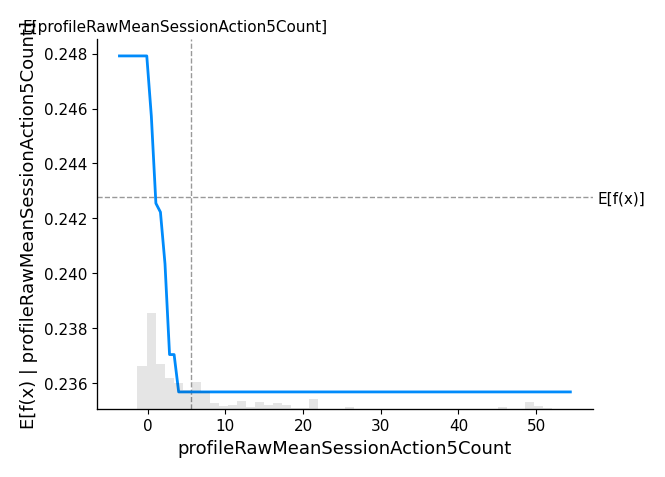 E[profileRawMeanSessionAction5Count]
E[f(x) | profileRawMeanSessionAction5Count]
0.248
0.246
0.244
0.242
0.240
0.238
0.236
E[f(x)]
0 10 20 30 40 50
profileRawMeanSessionAction5Count